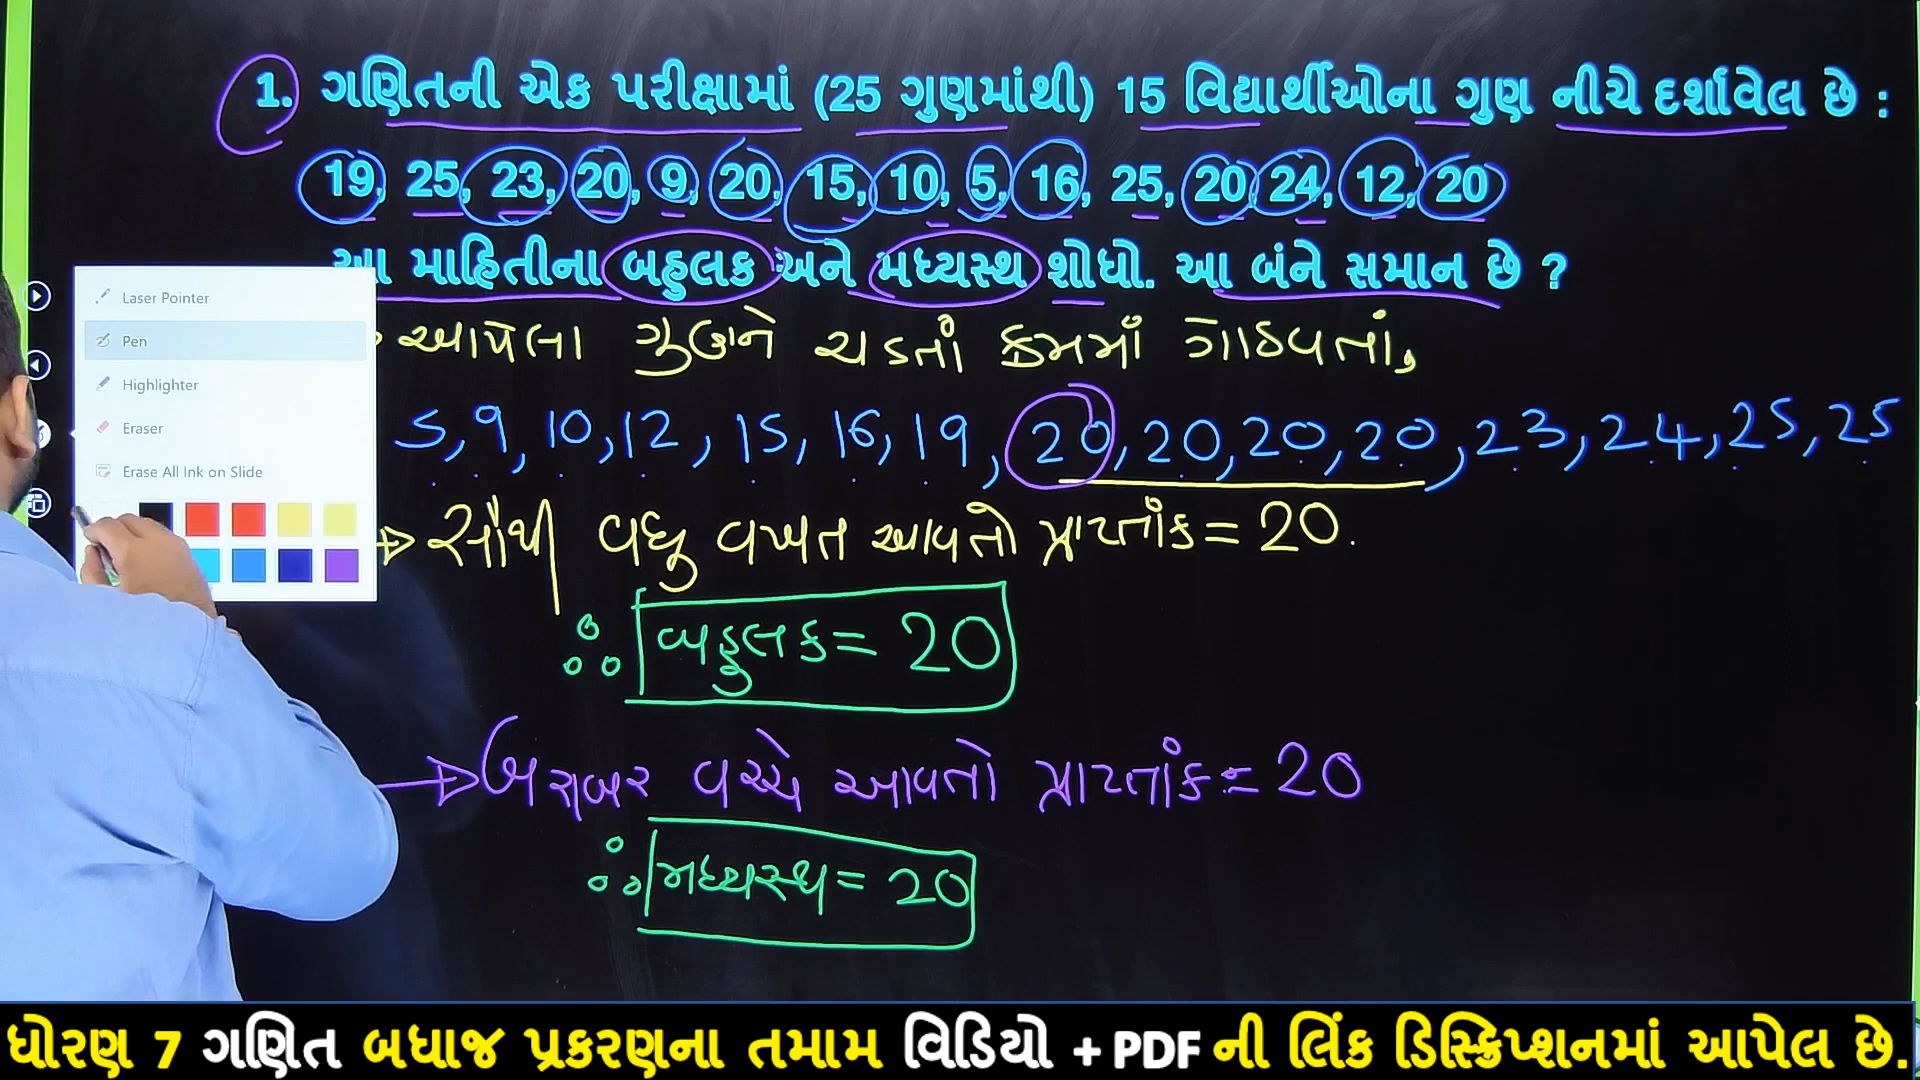 1. ગણિતની એક પરીક્ષામાં (25 ગુણમાંથી) 15 વિદ્યાર્થીઓના ગુણ નીચે દર્શાવેલ છે :
19, 25, 23, 20, 9, 20, 15, 10, 5, 16, 25, 20 24, 12, 20
આ માહિતીના બહુલક અને મધ્યસ્થ શોધો. આ બંને સમાન છે ?
Laser Pointer
Pen
Highlighter
Eraser
Erase All Ink on Slide
આપેલા ગુણને ચડતાં ક્રમમાં ગોઠવતાં,
5, 9, 10, 12, 15, 16, 19, 20, 20, 20, 20, 23, 24, 25, 25
સૌથી વધુ વખત આવતો પ્રાપ્તાંક = 20.
∴ બહુલક = 20
બરાબર વચ્ચે આવતો પ્રાપ્તાંક = 20
∴ મધ્યસ્થ = 20
ધોરણ 7 ગણિત બધાજ પ્રકરણના તમામ વિડિયો + PDF ની લિંક ડિસ્ક્રિપ્શનમાં આપેલ છે.